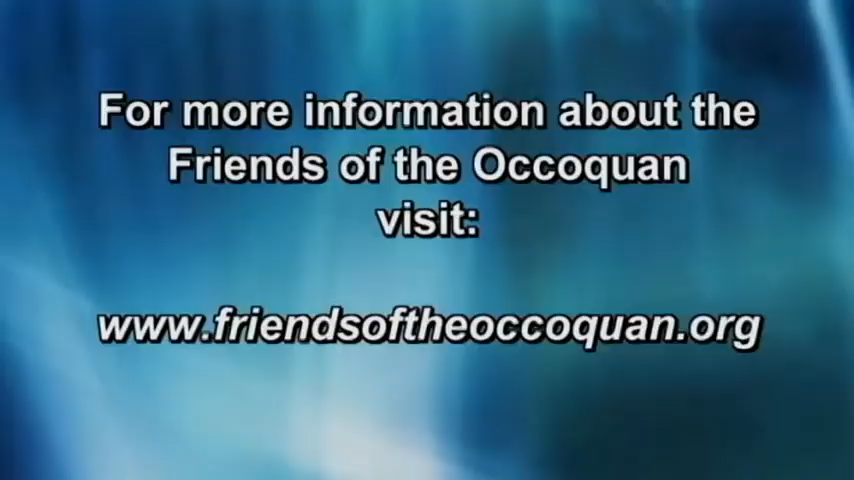 For more information about the
Friends of the Occoquan
visit:
www.friendsoftheoccoquan.org